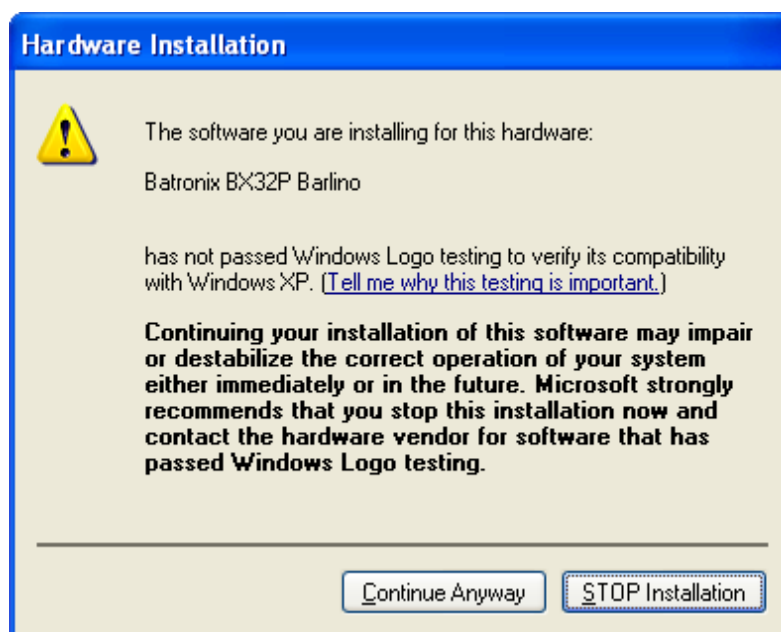 Hardware Installation
The software you are installing for this hardware:
Batronix BX32P Barlino
has not passed Windows Logo testing to verify its compatibility
with Windows XP. (Tell me why this testing is important.)
Continuing your installation of this software may impair
or destabilize the correct operation of your system
either immediately or in the future. Microsoft strongly
recommends that you stop this installation now and
contact the hardware vendor for software that has
passed Windows Logo testing.
Continue Anyway
STOP Installation